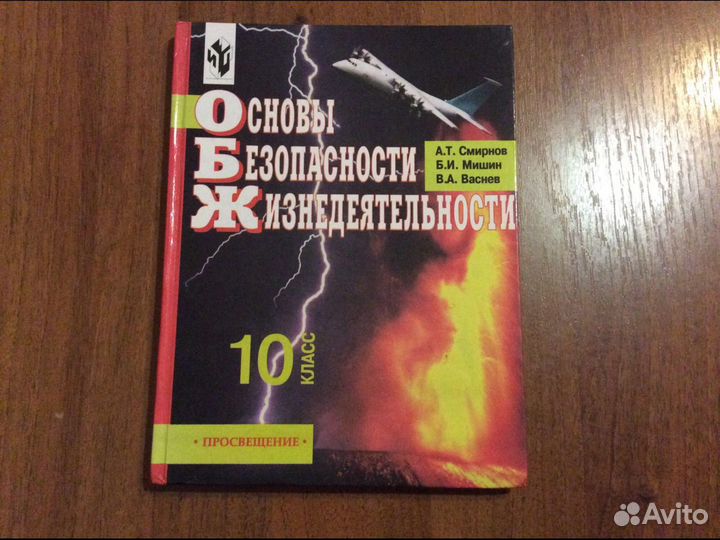 ОСНОВЫ
БЕЗОПАСНОСТИ
ЖИЗНЕДЕЯТЕЛЬНОСТИ
А.Т. Смирнов
Б.И. Мишин
В.А. Васнев
10 КЛАСС
• ПРОСВЕЩЕНИЕ •
Avito